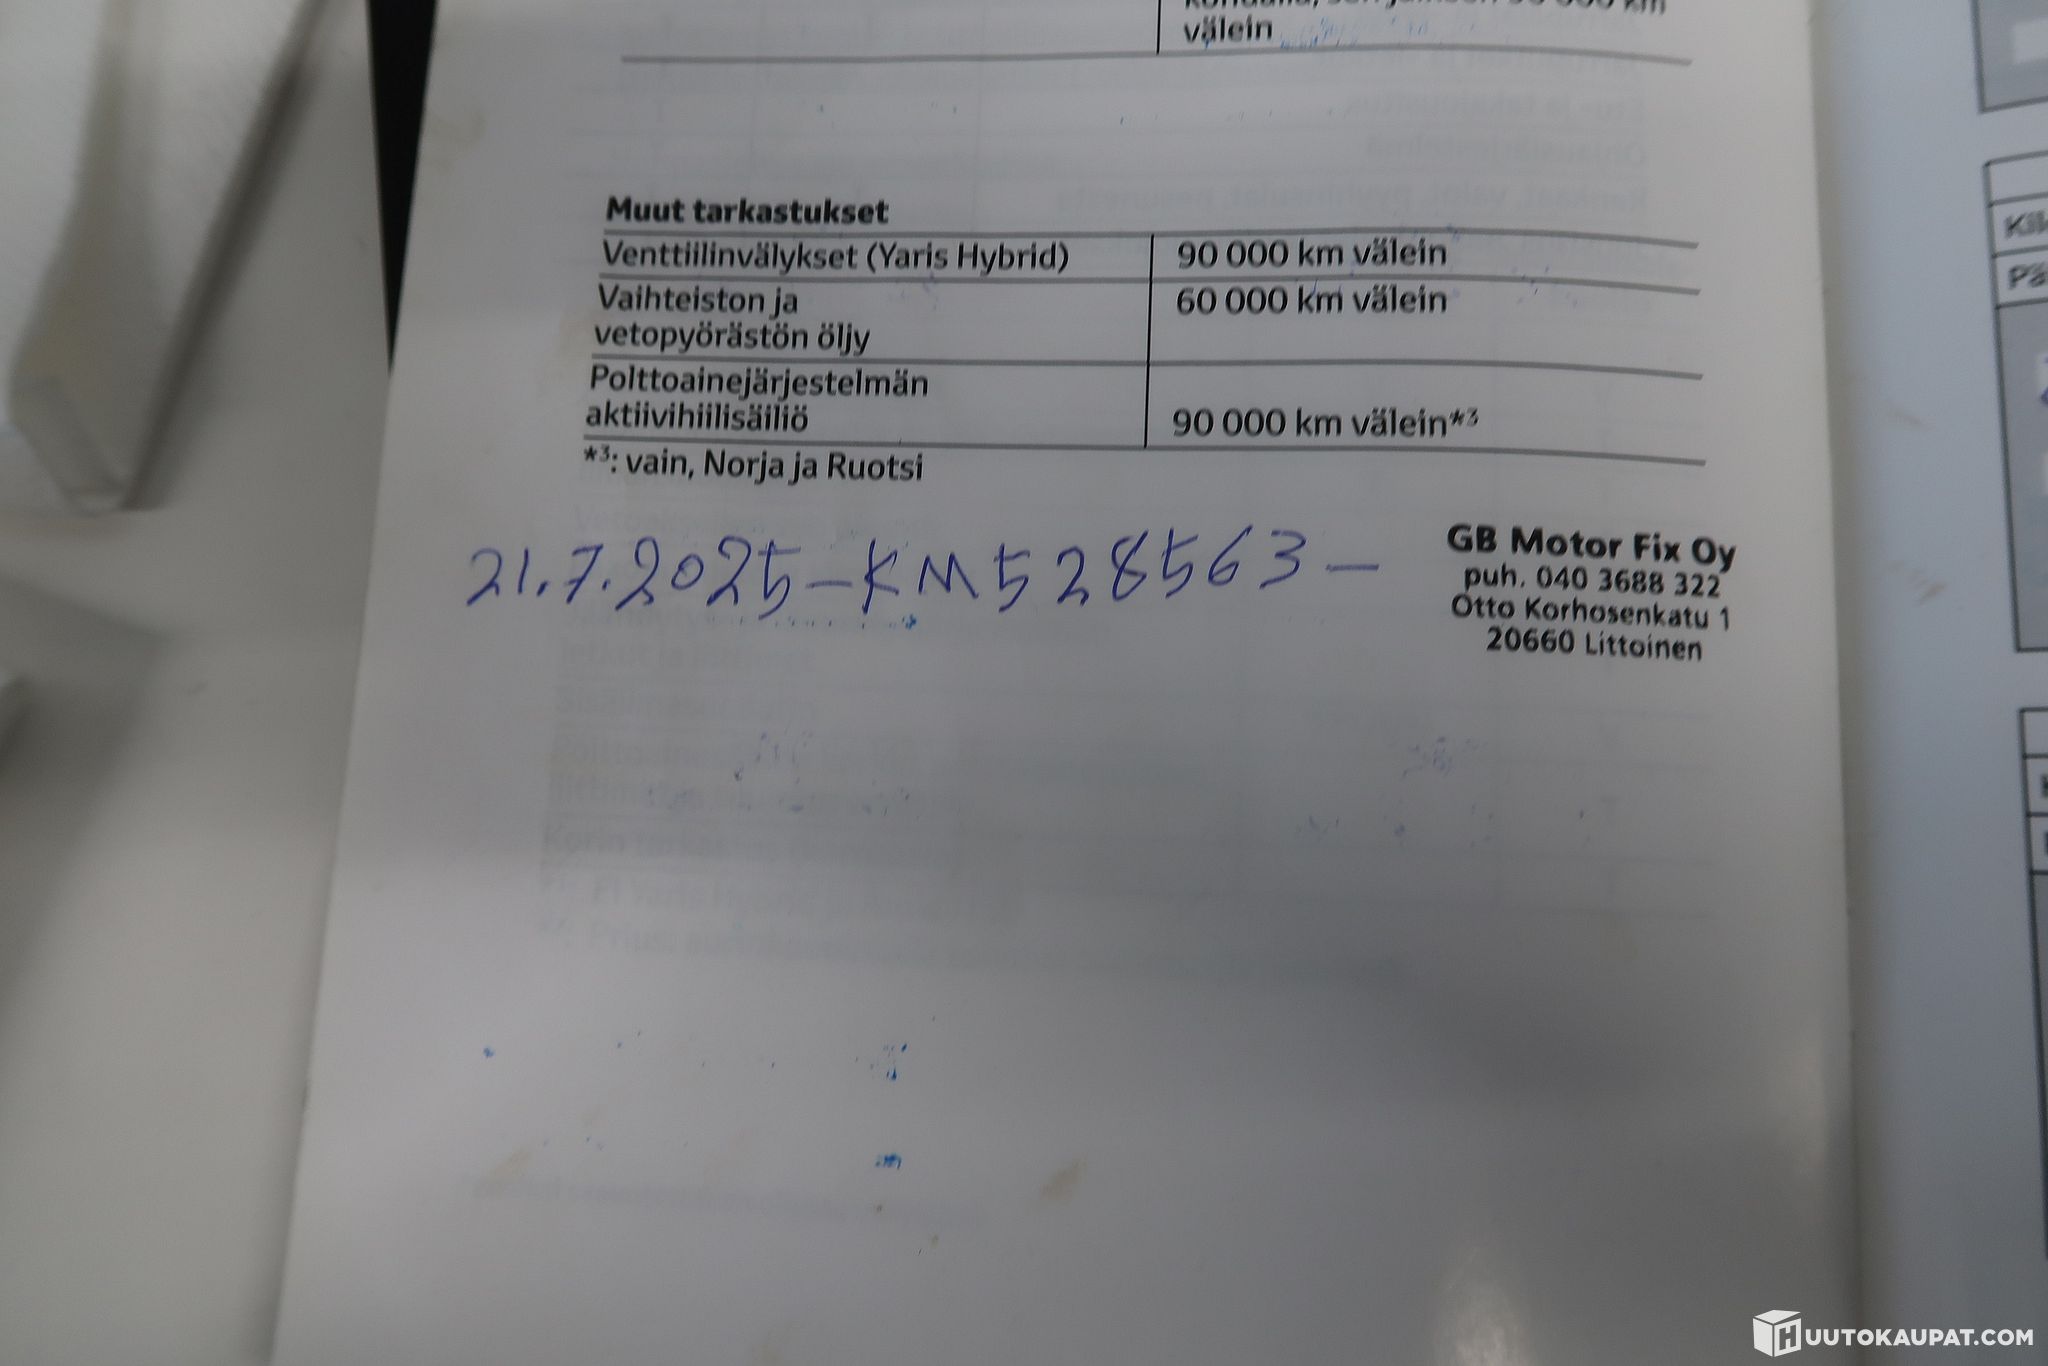 välein
Muut tarkastukset
Venttiilinvälykset (Yaris Hybrid) 90 000 km välein
Vaihteiston ja
vetopyörästön öljy 60 000 km välein
Polttoainejärjestelmän
aktiivihiilisäiliö 90 000 km välein*³
*³: vain, Norja ja Ruotsi
21.7.2025-KM528563-
GB Motor Fix Oy
puh. 040 3688 322
Otto Korhosenkatu 1
20660 Littoinen
HUUTOKAUPAT.COM